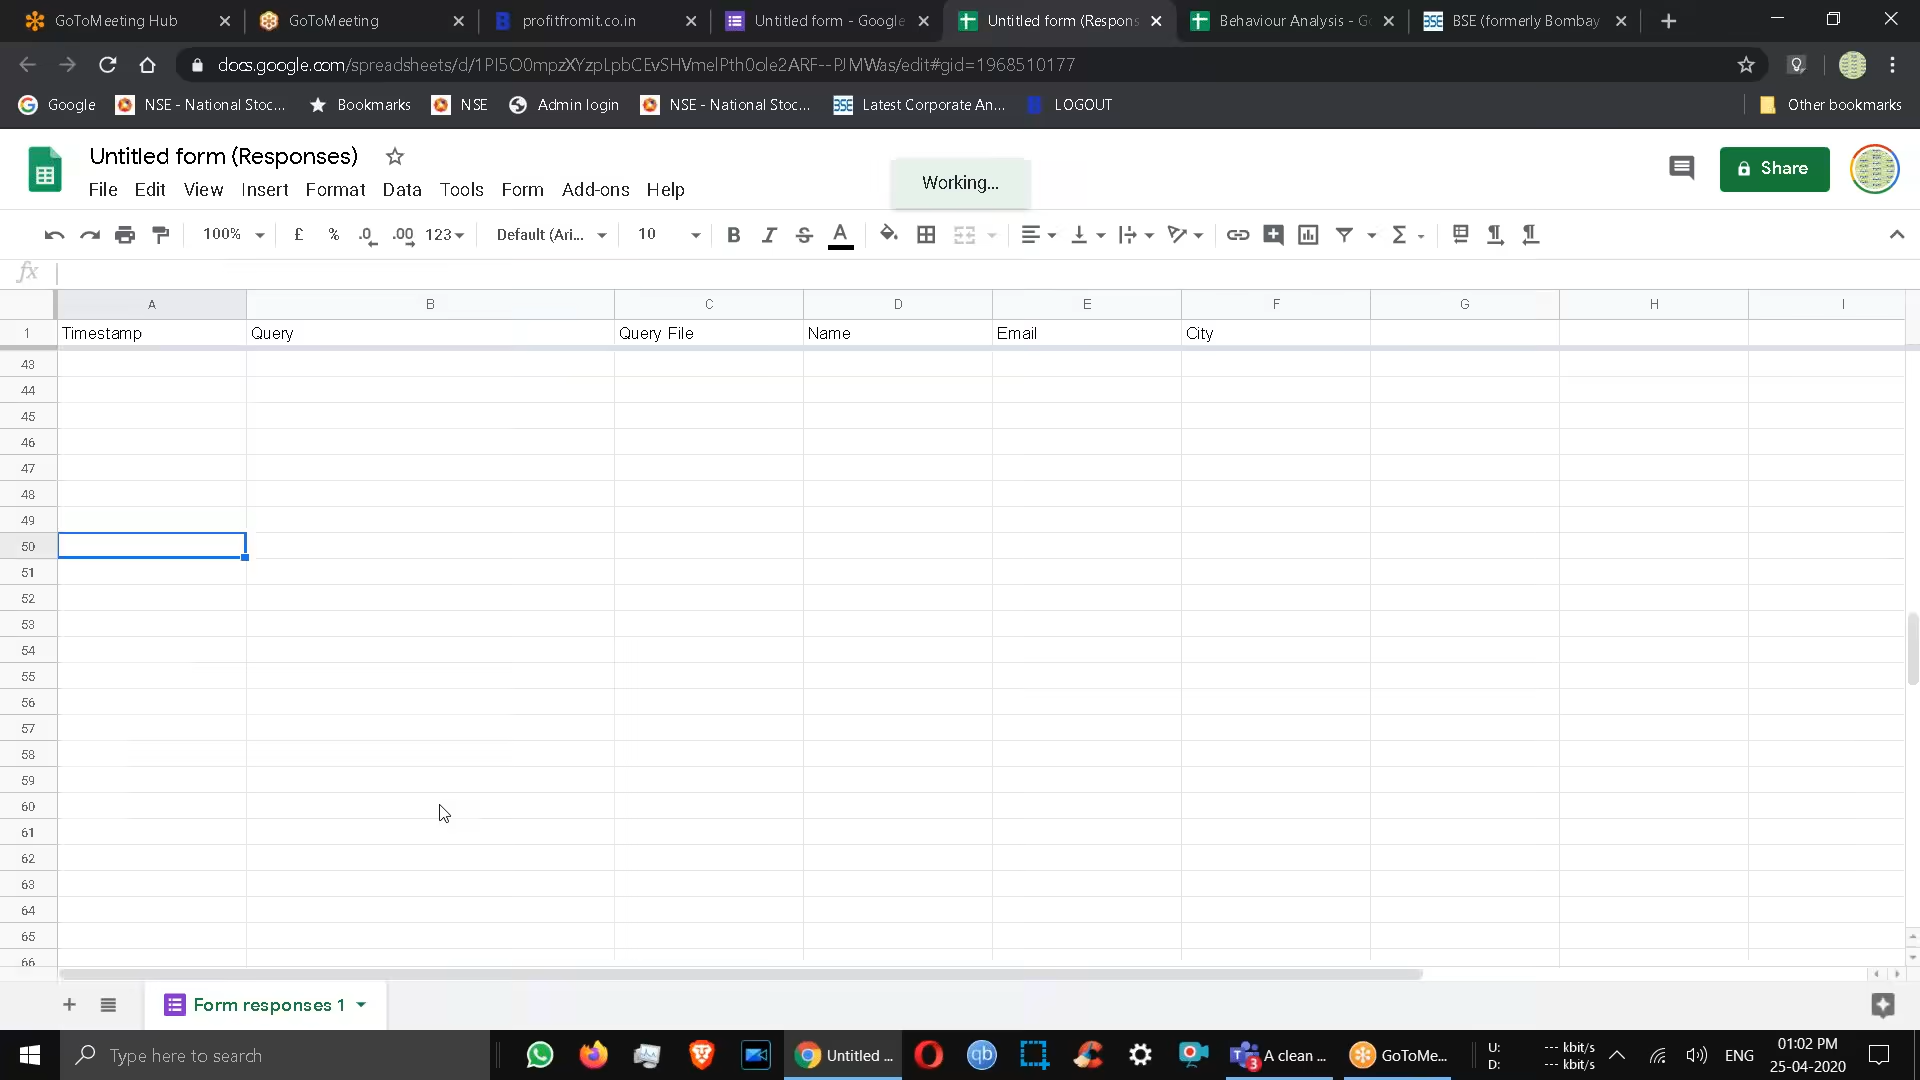 GoToMeeting Hub
GoToMeeting
profitfromit.co.in
Untitled form - Google
Untitled form (Respons
Behaviour Analysis - G
BSE (formerly Bombay
docs.google.com/spreadsheets/d/1PI5O0mpzXYzpLpbCEvSHVmelPth0ole2ARF--PJMWas/edit#gid=1968510177
Google
NSE - National Stoc...
Bookmarks
NSE
Admin login
NSE - National Stoc...
BSE Latest Corporate An...
LOGOUT
Other bookmarks
Untitled form (Responses)
Working...
Share
File Edit View Insert Format Data Tools Form Add-ons Help
100% £ % .0 .00 123 Default (Ari... 10 B I S A Σ
fx
A B C D E F G H I
1 Timestamp Query Query File Name Email City
43
44
45
46
47
48
49
50
51
52
53
54
55
56
57
58
59
60
61
62
63
64
65
66
Form responses 1
Type here to search
qb
Untitled ...
3 A clean ...
GoToMe...
U: --- kbit/s
D: --- kbit/s
ENG
01:02 PM
25-04-2020